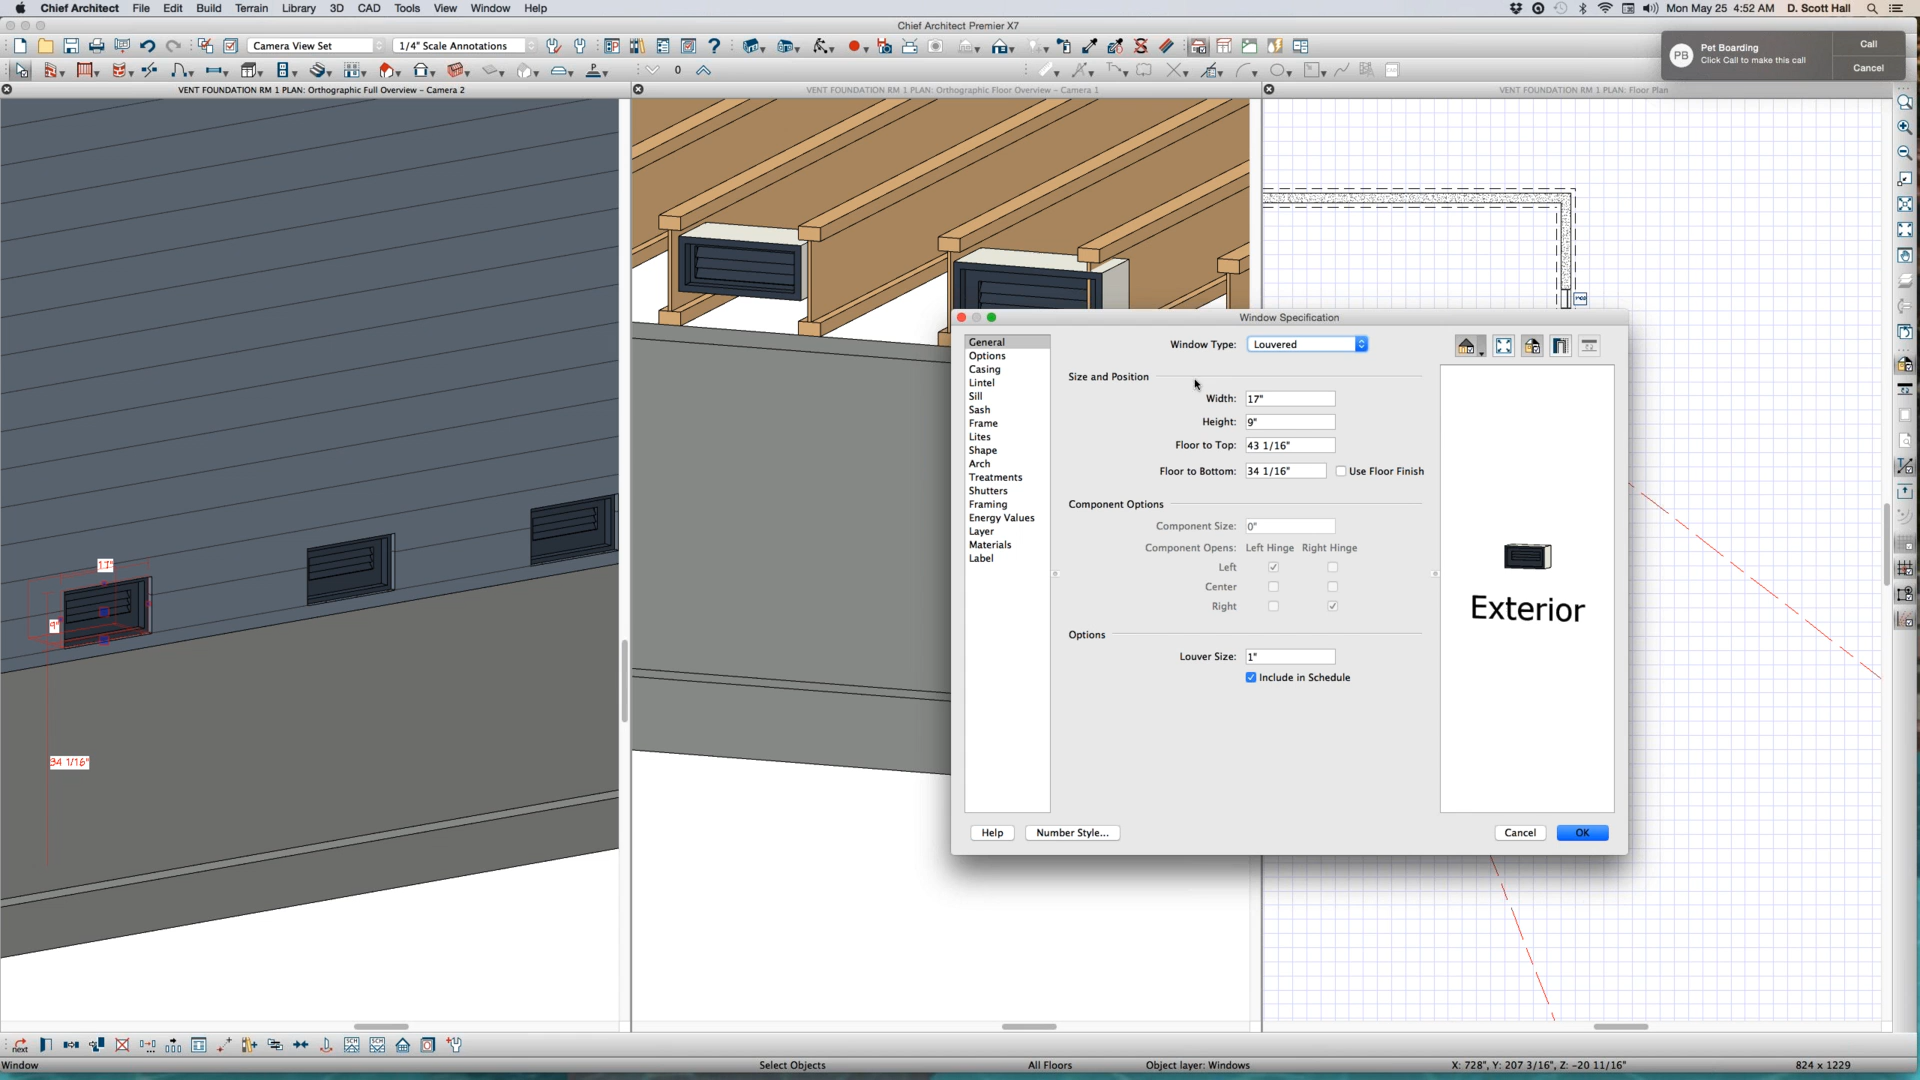 Chief Architect File Edit Build Terrain Library 3D CAD Tools View Window Help
Mon May 25 4:52 AM D. Scott Hall
Chief Architect Premier X7
Camera View Set
1/4" Scale Annotations
0
PB
Pet Boarding
Click Call to make this call
Call
Cancel
VENT FOUNDATION RM 1 PLAN: Orthographic Full Overview - Camera 2
VENT FOUNDATION RM 1 PLAN: Orthographic Floor Overview - Camera 1
VENT FOUNDATION RM 1 PLAN: Floor Plan
17"
9"
34 1/16"
Window Specification
General
Options
Casing
Lintel
Sill
Sash
Frame
Lites
Shape
Arch
Treatments
Shutters
Framing
Energy Values
Layer
Materials
Label
Window Type: Louvered
Size and Position
Width: 17"
Height: 9"
Floor to Top: 43 1/16"
Floor to Bottom: 34 1/16" Use Floor Finish
Component Options
Component Size: 0"
Component Opens: Left Hinge Right Hinge
Left
Center
Right
Options
Louver Size: 1"
Include in Schedule
Exterior
Help
Number Style...
Cancel
OK
next
SCH
SCH
Window
Select Objects
All Floors
Object layer: Windows
X: 728", Y: 207 3/16", Z: -20 11/16"
824 x 1229